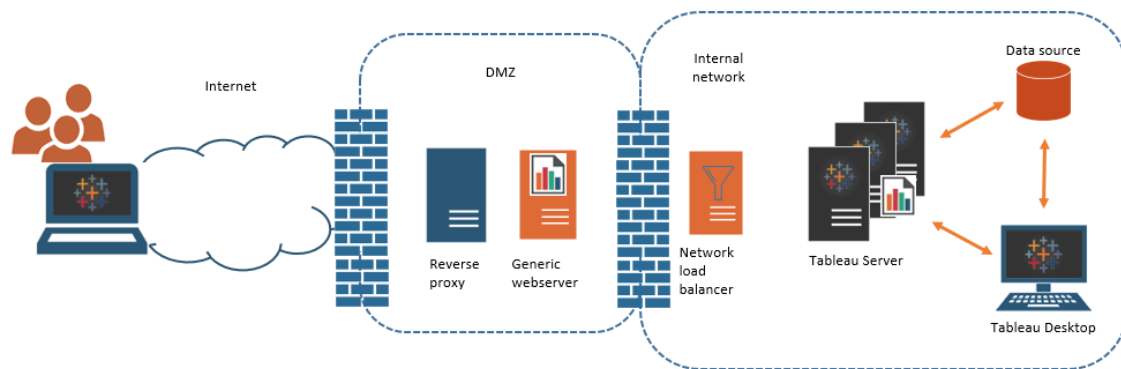 Internet
DMZ
Internal
network
Data source
Reverse
proxy
Generic
webserver
Network
load
balancer
Tableau Server
Tableau Desktop